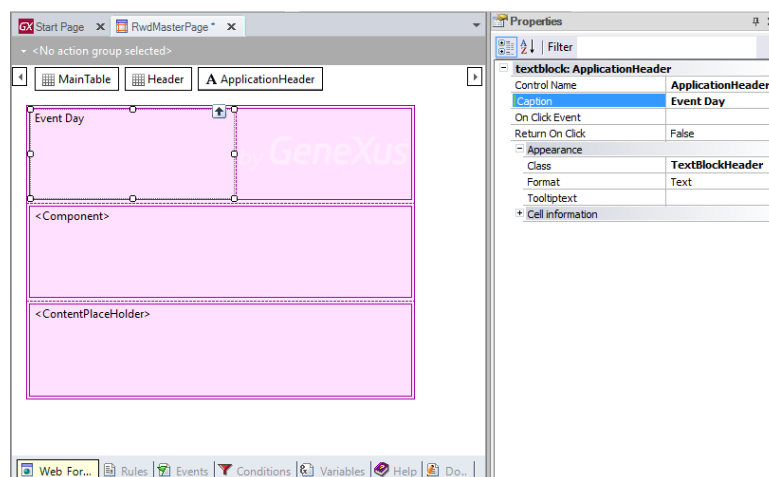 GX Start Page X RwdMasterPage * X
<No action group selected>
MainTable Header A ApplicationHeader
Event Day
by GeneXus
<Component>
<ContentPlaceHolder>
Web For... Rules Events Conditions Variables Help Do..
Properties
Filter
textblock: ApplicationHeader
Control Name ApplicationHeader
Caption Event Day
On Click Event
Return On Click False
Appearance
Class TextBlockHeader
Format Text
Tooltiptext
Cell information